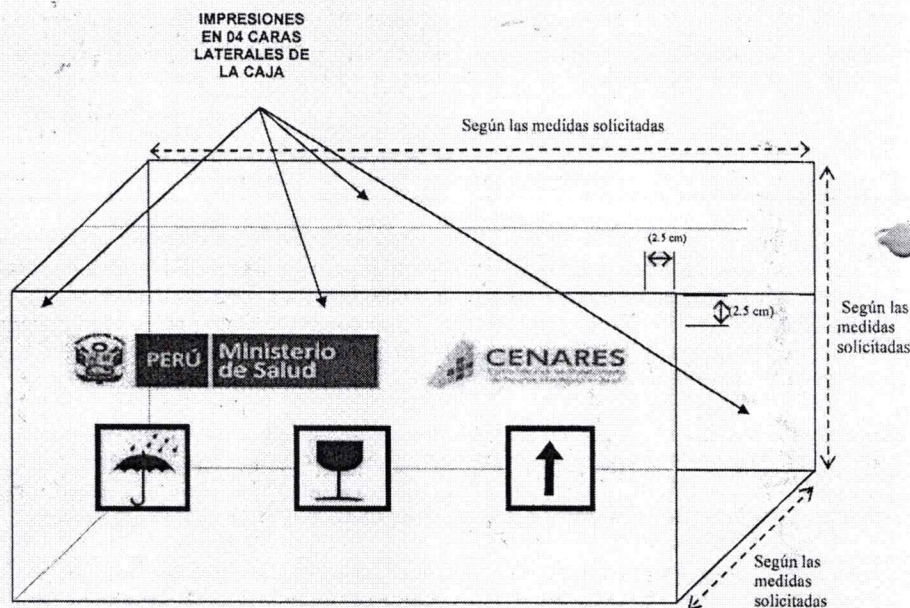 IMPRESIONES
EN 04 CARAS
LATERALES DE
LA CAJA
Según las medidas solicitadas
(2.5 cm)
(2.5 cm)
Según las
medidas
solicitadas
PERÚ
Ministerio
de Salud
CENARES
Según las
medidas
solicitadas